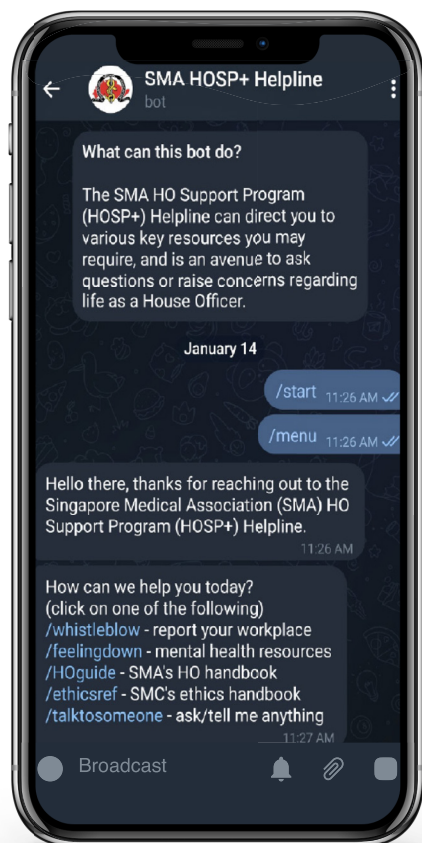 SMA HOSP+ Helpline
bot
What can this bot do?
The SMA HO Support Program
(HOSP+) Helpline can direct you to
various key resources you may
require, and is an avenue to ask
questions or raise concerns regarding
life as a House Officer.
January 14
/start 11:26 AM
/menu 11:26 AM
Hello there, thanks for reaching out to the
Singapore Medical Association (SMA) HO
Support Program (HOSP+) Helpline.
11:26 AM
How can we help you today?
(click on one of the following)
/whistleblow - report your workplace
/feelingdown - mental health resources
/HOguide - SMA's HO handbook
/ethicsref - SMC's ethics handbook
/talktosomeone - ask/tell me anything
11:27 AM
Broadcast